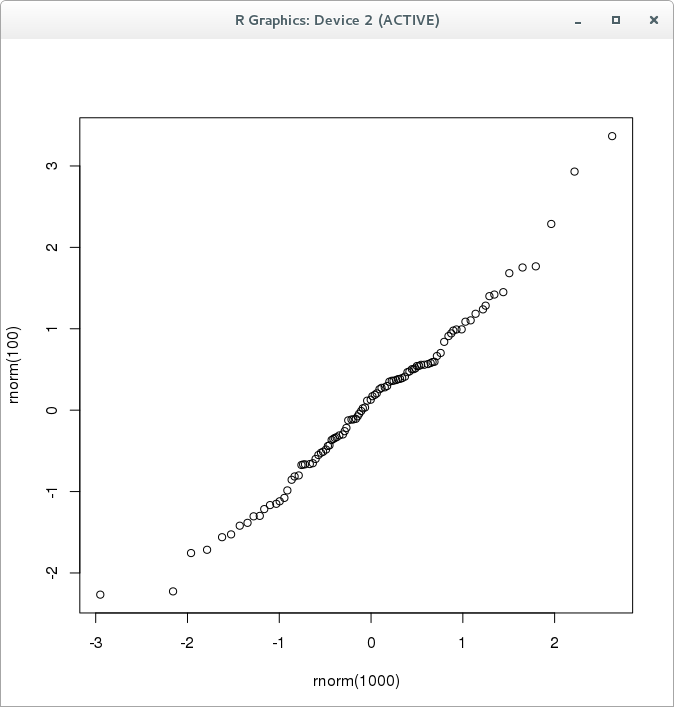 R Graphics: Device 2 (ACTIVE)
3
2
1
0
-1
-2
rnorm(100)
-3 -2 -1 0 1 2
rnorm(1000)